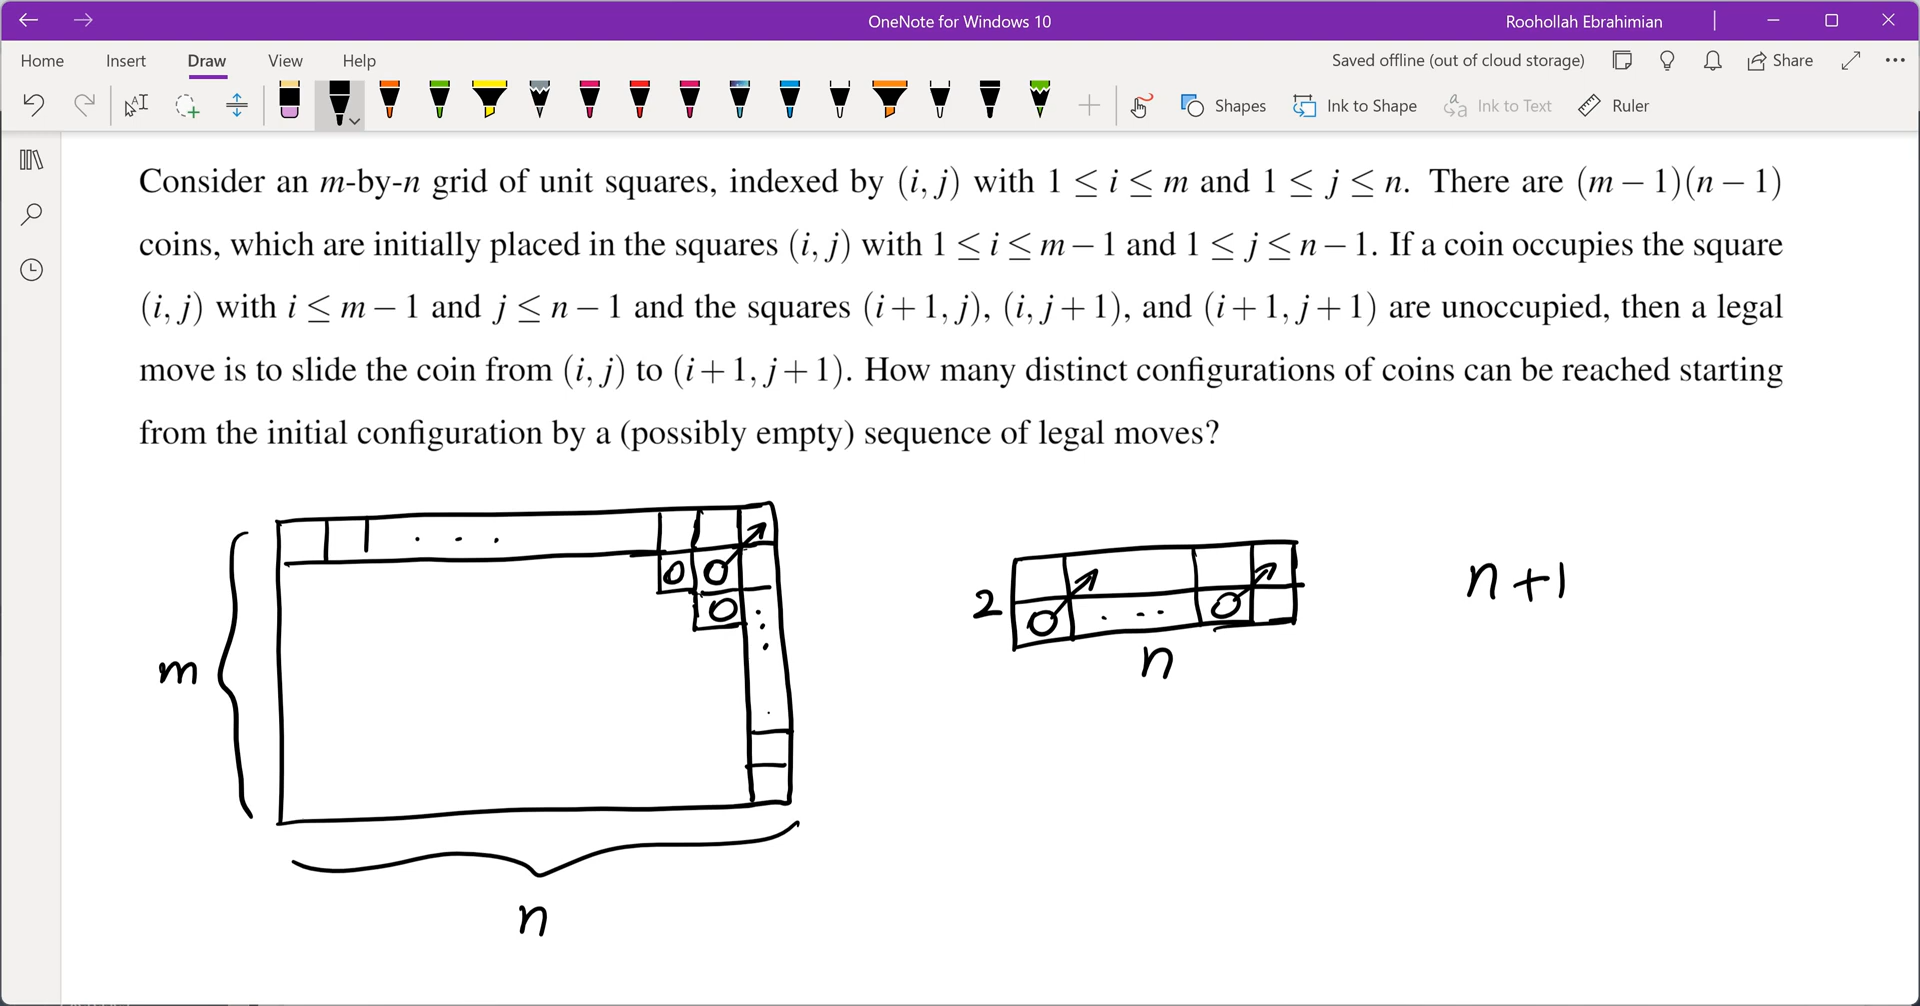 OneNote for Windows 10
Roohollah Ebrahimian
Home Insert Draw View Help
Saved offline (out of cloud storage) Share
Shapes Ink to Shape Ink to Text Ruler
Consider an m-by-n grid of unit squares, indexed by (i, j) with 1 ≤ i ≤ m and 1 ≤ j ≤ n. There are (m − 1)(n − 1)
coins, which are initially placed in the squares (i, j) with 1 ≤ i ≤ m − 1 and 1 ≤ j ≤ n − 1. If a coin occupies the square
(i, j) with i ≤ m − 1 and j ≤ n − 1 and the squares (i + 1, j), (i, j + 1), and (i + 1, j + 1) are unoccupied, then a legal
move is to slide the coin from (i, j) to (i + 1, j + 1). How many distinct configurations of coins can be reached starting
from the initial configuration by a (possibly empty) sequence of legal moves?
m
n
2
n
n + 1